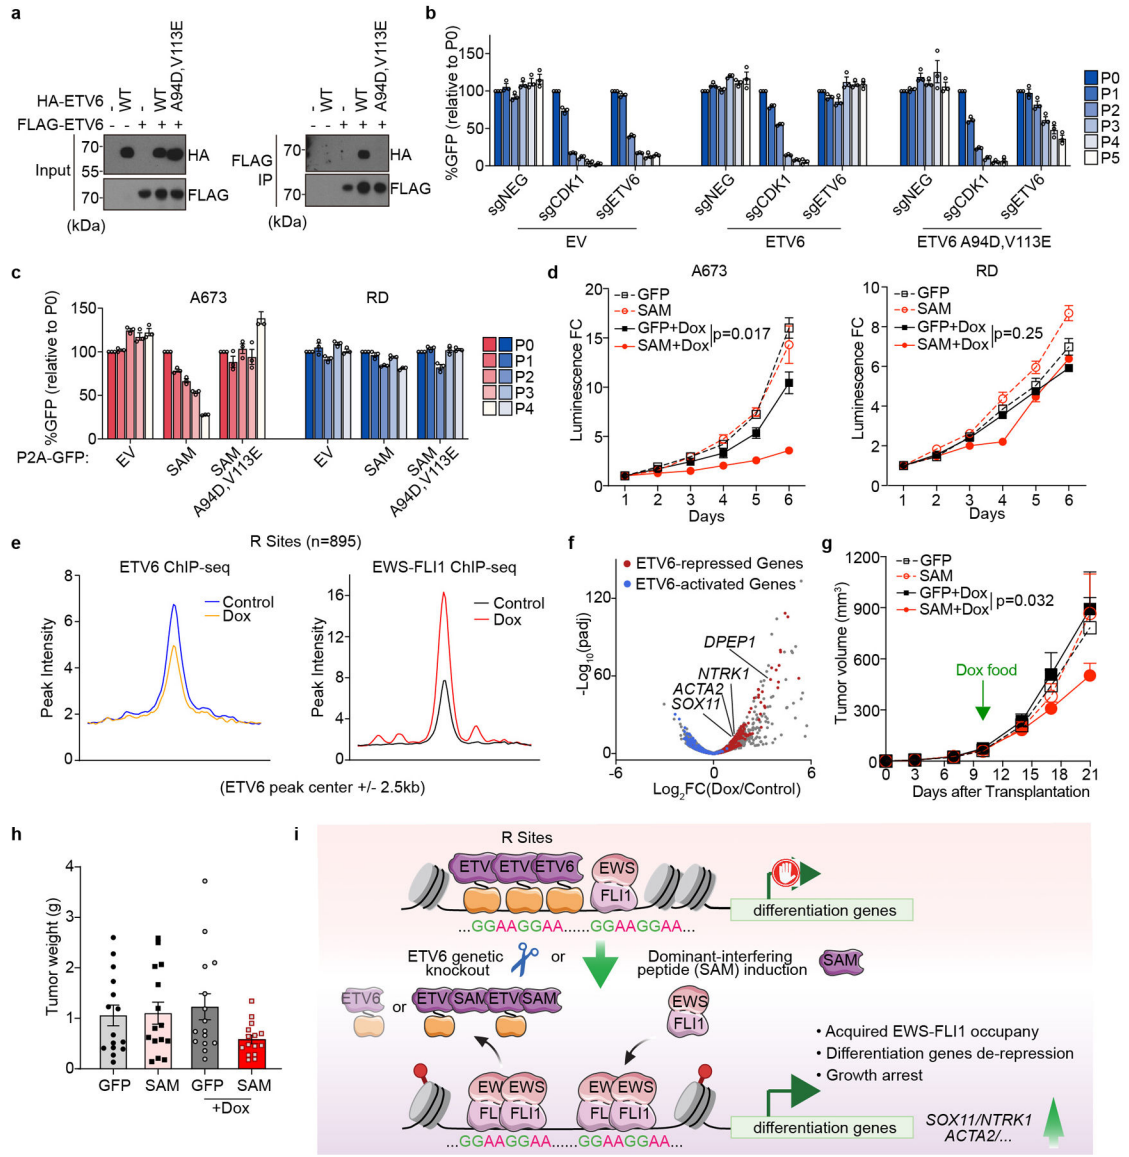 a
HA-ETV6 - WT - WT A94D,V113E
FLAG-ETV6 - - + + +
Input
70
55
HA
70
FLAG
(kDa)
- WT - WT A94D,V113E
- - + + +
FLAG
IP
70
HA
70
FLAG
(kDa)
b
%GFP (relative to P0)
150
100
50
0
sgNEG sgCDK1 sgETV6 sgNEG sgCDK1 sgETV6 sgNEG sgCDK1 sgETV6
EV ETV6 ETV6 A94D,V113E
P0
P1
P2
P3
P4
P5
c
A673 RD
%GFP (relative to P0)
150
100
50
0
P0
P1
P2
P3
P4
P2A-GFP: EV SAM SAM A94D,V113E EV SAM SAM A94D,V113E
d
A673
Luminescence FC
20
15
10
5
0
GFP
SAM
GFP+Dox
SAM+Dox
p=0.017
1 2 3 4 5 6
Days
RD
Luminescence FC
10
8
6
4
2
0
GFP
SAM
GFP+Dox
SAM+Dox
p=0.25
1 2 3 4 5 6
Days
e
R Sites (n=895)
ETV6 ChIP-seq
Peak Intensity
8
6
4
2
0
Control
Dox
EWS-FLI1 ChIP-seq
Peak Intensity
16
12
8
4
0
Control
Dox
(ETV6 peak center +/- 2.5kb)
f
ETV6-repressed Genes
ETV6-activated Genes
-Log10(padj)
120
60
0
DPEP1
NTRK1
ACTA2
SOX11
-6 0 6
Log2FC(Dox/Control)
g
Tumor volume (mm3)
1200
900
600
300
0
GFP
SAM
GFP+Dox
SAM+Dox
p=0.032
Dox food
0 3 6 9 12 15 18 21
Days after Transplantation
h
Tumor weight (g)
4
3
2
1
0
GFP SAM GFP SAM
+Dox
i
R Sites
ETV ETV ETV6
EWS
FLI1
...GGAAGGAA......GGAAGGAA...
differentiation genes
ETV6 genetic
knockout
or
Dominant-interfering
peptide (SAM) induction
SAM
ETV6 or ETV SAM ETV SAM
EWS
FLI1
• Acquired EWS-FLI1 occupany
• Differentiation genes de-repression
• Growth arrest
EW EWS EW EWS
FL FLI1 FL FLI1
...GGAAGGAA......GGAAGGAA...
differentiation genes
SOX11/NTRK1
ACTA2/...